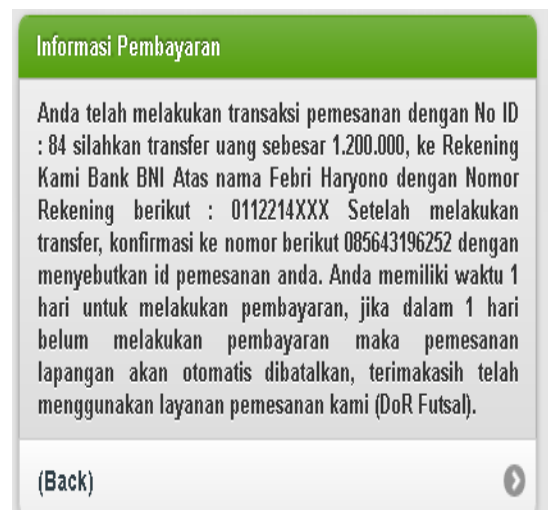 Informasi Pembayaran
Anda telah melakukan transaksi pemesanan dengan No ID
: 84 silahkan transfer uang sebesar 1.200.000, ke Rekening
Kami Bank BNI Atas nama Febri Haryono dengan Nomor
Rekening berikut : 0112214XXX Setelah melakukan
transfer, konfirmasi ke nomor berikut 085643196252 dengan
menyebutkan id pemesanan anda. Anda memiliki waktu 1
hari untuk melakukan pembayaran, jika dalam 1 hari
belum melakukan pembayaran maka pemesanan
lapangan akan otomatis dibatalkan, terimakasih telah
menggunakan layanan pemesanan kami (DoR Futsal).
(Back)